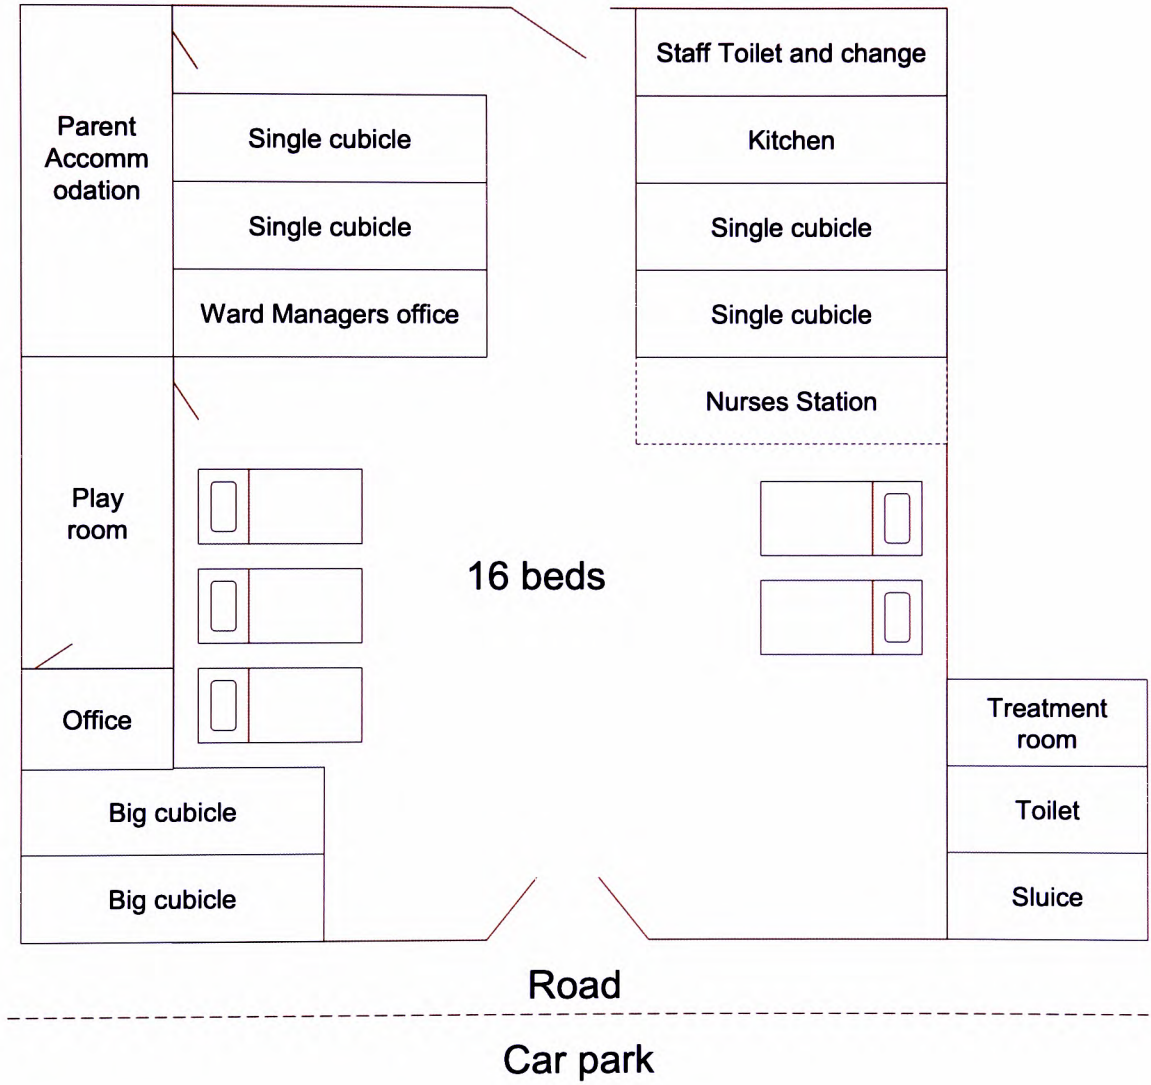 Staff Toilet and change
Parent
Accomm
odation
Single cubicle
Kitchen
Single cubicle
Single cubicle
Ward Managers office
Single cubicle
Nurses Station
Play
room
16 beds
Office
Treatment
room
Big cubicle
Toilet
Big cubicle
Sluice
Road
Car park